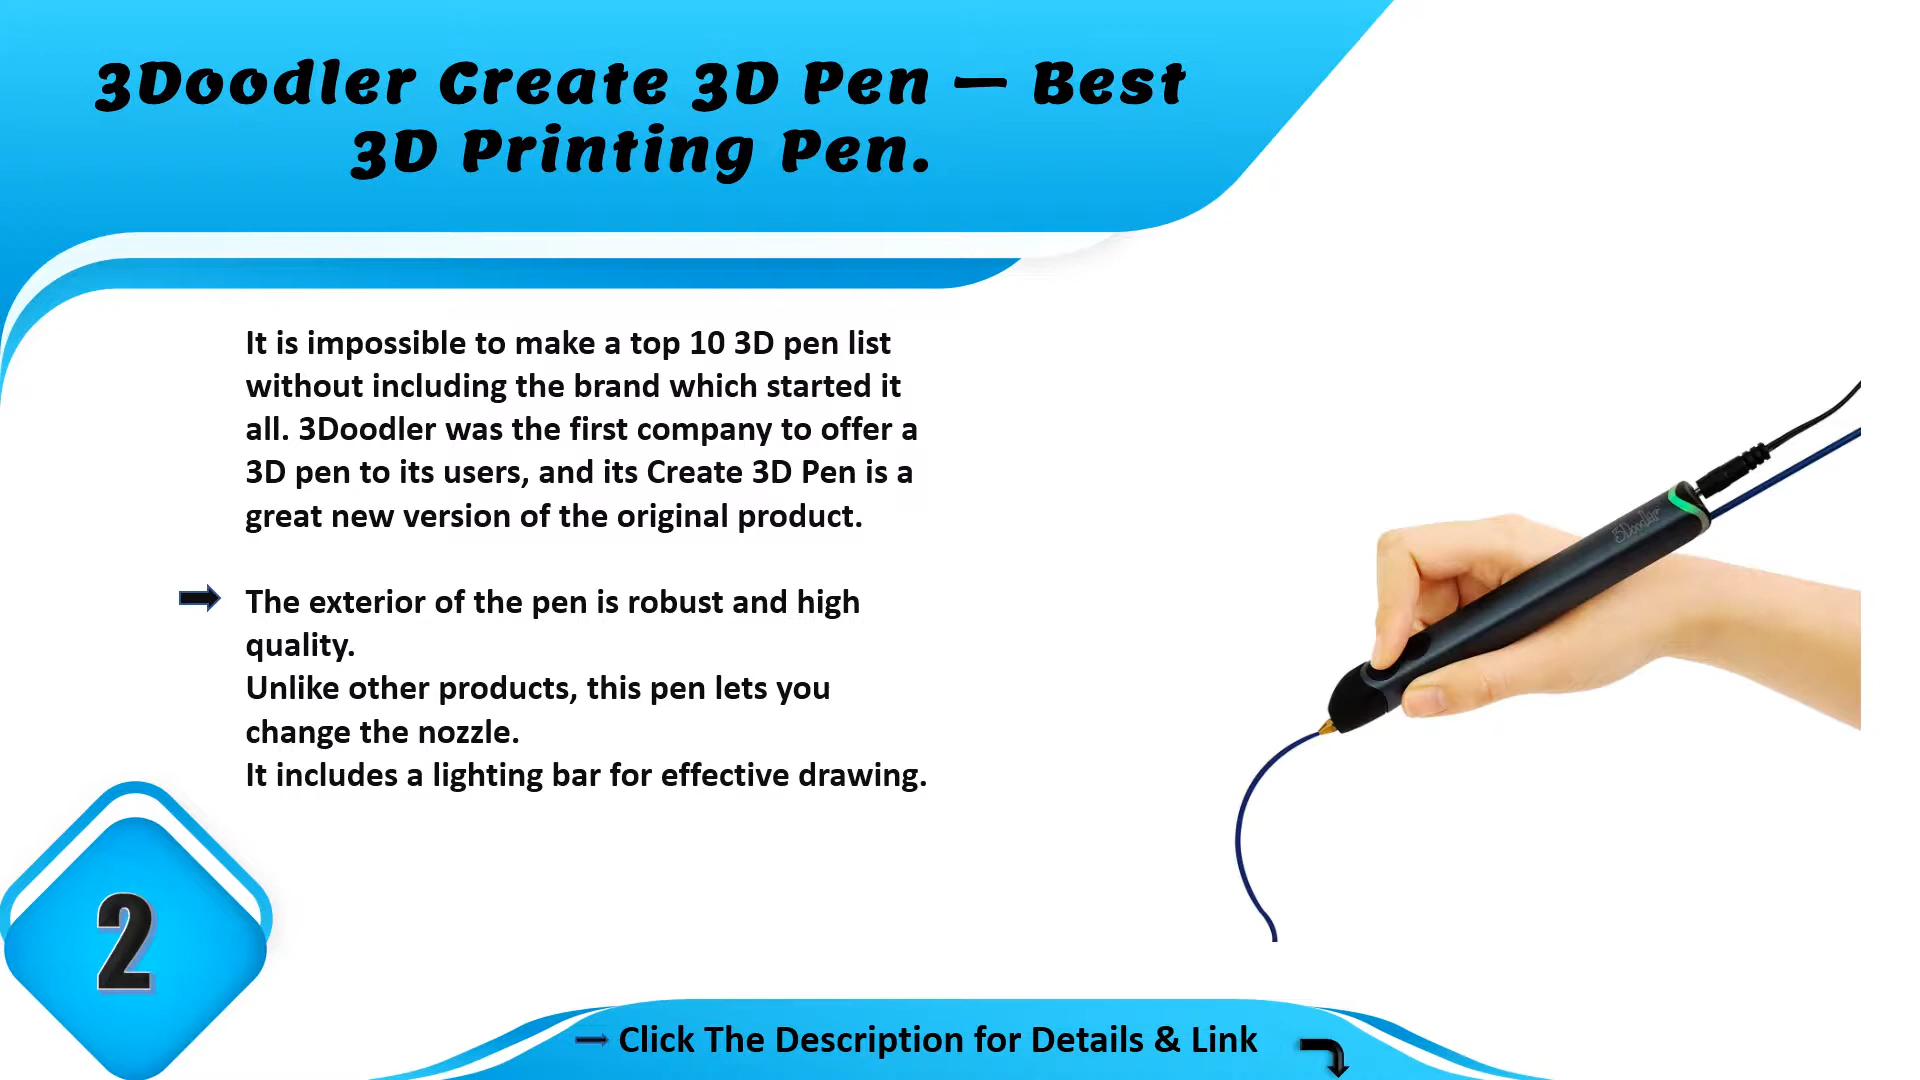 3Doodler Create 3D Pen — Best
3D Printing Pen.
It is impossible to make a top 10 3D pen list
without including the brand which started it
all. 3Doodler was the first company to offer a
3D pen to its users, and its Create 3D Pen is a
great new version of the original product.
The exterior of the pen is robust and high
quality.
Unlike other products, this pen lets you
change the nozzle.
It includes a lighting bar for effective drawing.
3Doodler
2
Click The Description for Details & Link